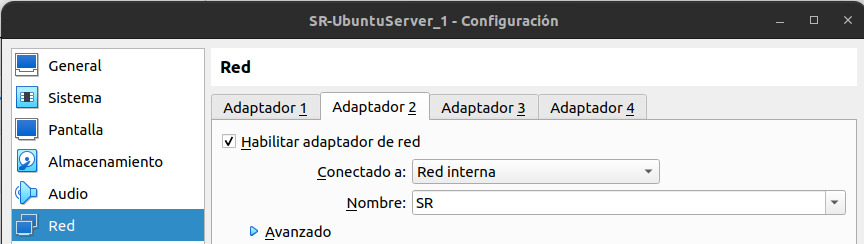 SR-UbuntuServer_1 - Configuración
General
Sistema
Pantalla
Almacenamiento
Audio
Red
Red
Adaptador 1 Adaptador 2 Adaptador 3 Adaptador 4
Habilitar adaptador de red
Conectado a: Red interna
Nombre: SR
Avanzado